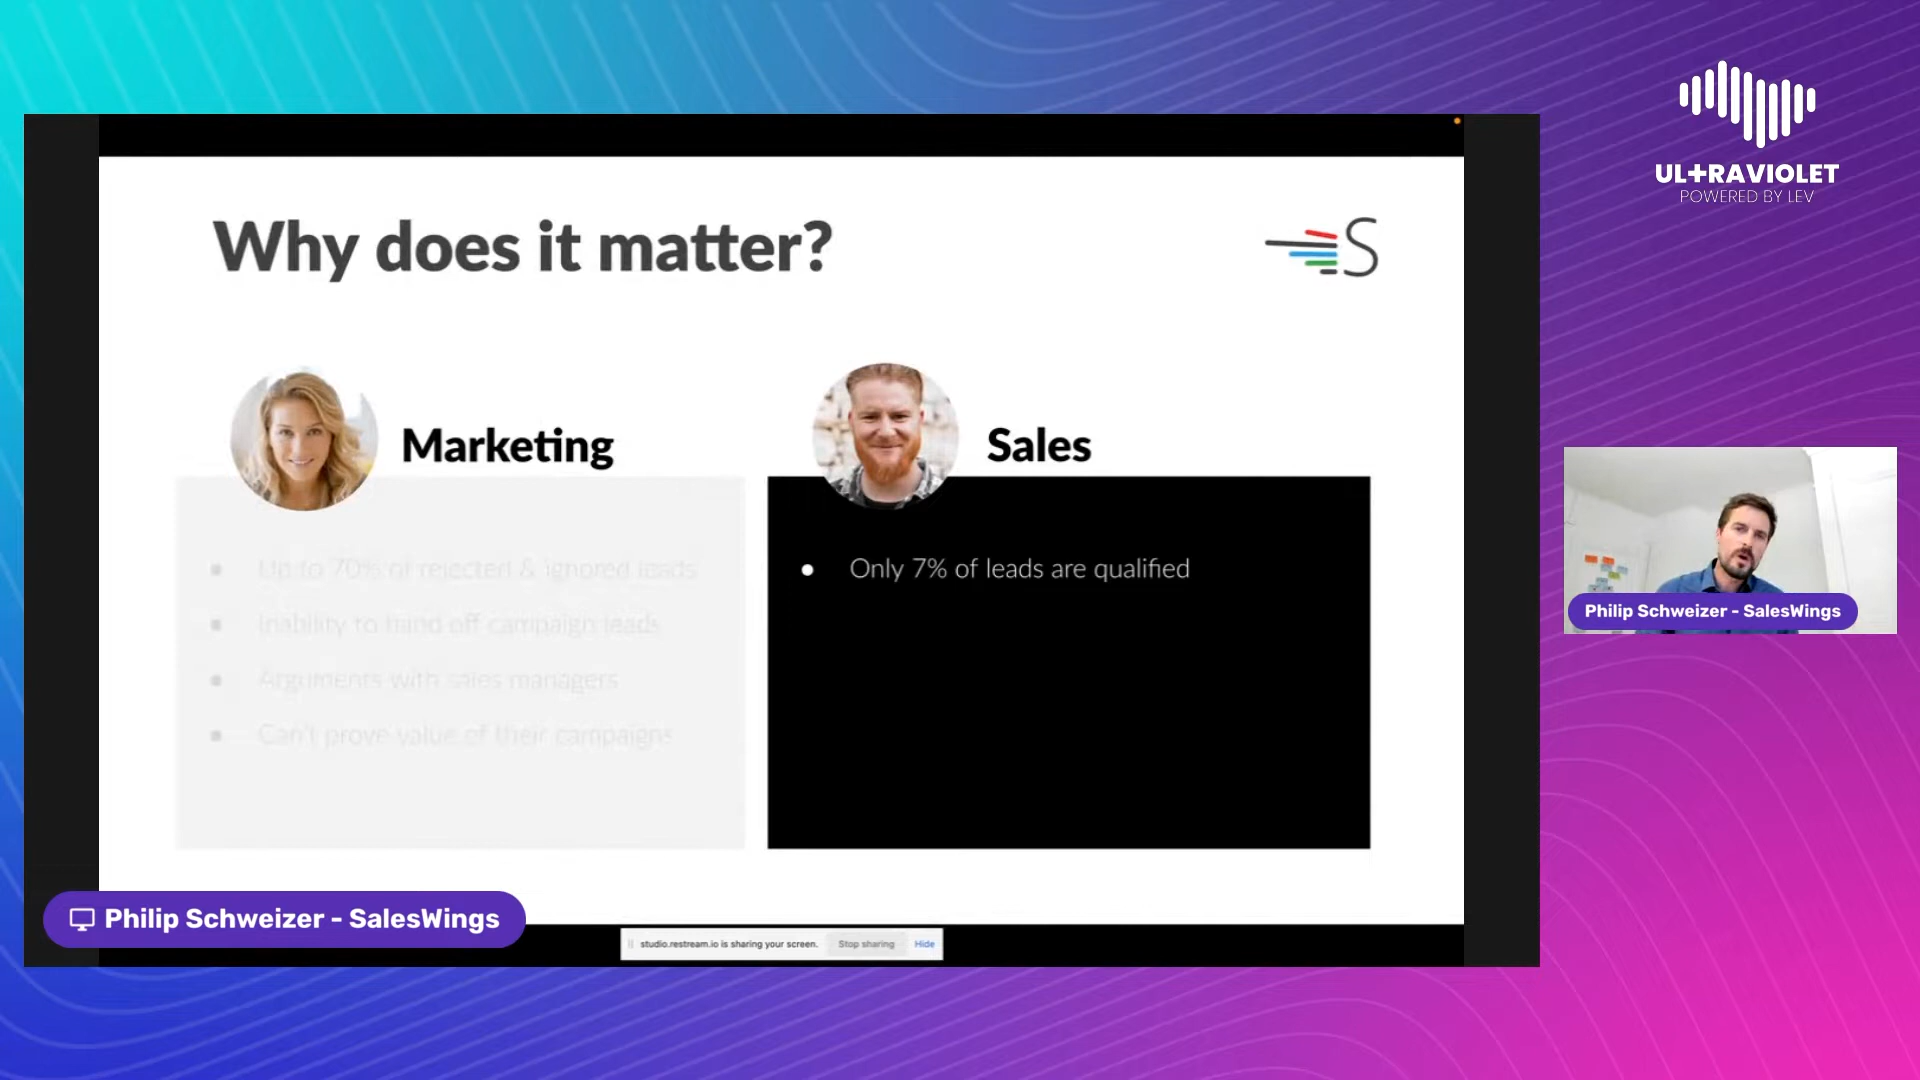 UL+RAVIOLET
POWERED BY LEV
Why does it matter?
S
Marketing
Sales
Up to 70% of rejected & ignored leads
Inability to hand off campaign leads
Arguments with sales managers
Can't prove value of their campaigns
Only 7% of leads are qualified
Philip Schweizer - SalesWings
Philip Schweizer - SalesWings
studio.restream.io is sharing your screen.
Stop sharing
Hide